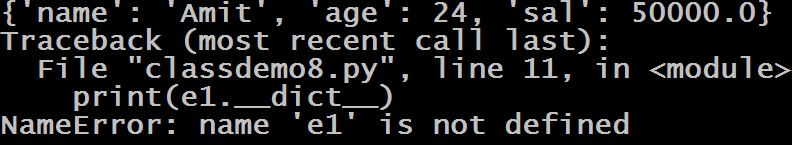 {'name': 'Amit', 'age': 24, 'sal': 50000.0}
Traceback (most recent call last):
  File "classdemo8.py", line 11, in <module>
    print(e1.__dict__)
NameError: name 'e1' is not defined